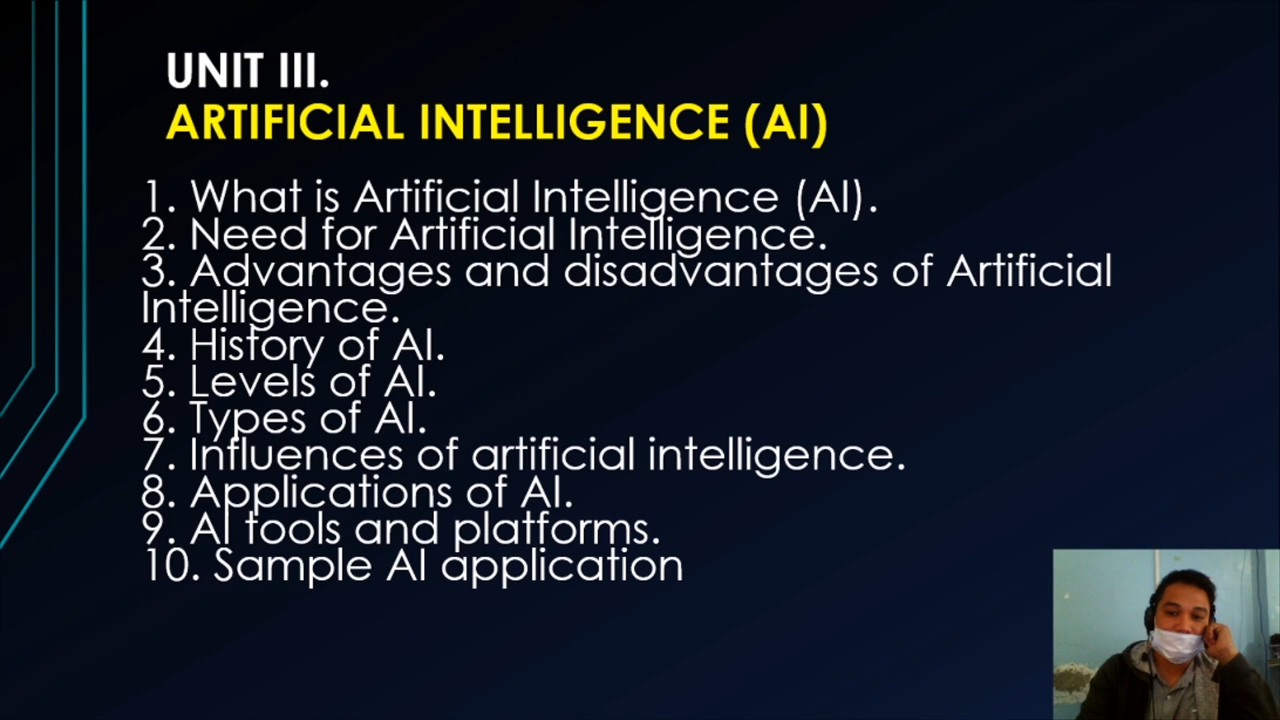 UNIT III.
ARTIFICIAL INTELLIGENCE (AI)
1. What is Artificial Intelligence (AI).
2. Need for Artificial Intelligence.
3. Advantages and disadvantages of Artificial
Intelligence.
4. History of AI.
5. Levels of AI.
6. Types of AI.
7. Influences of artificial intelligence.
8. Applications of AI.
9. AI tools and platforms.
10. Sample AI application